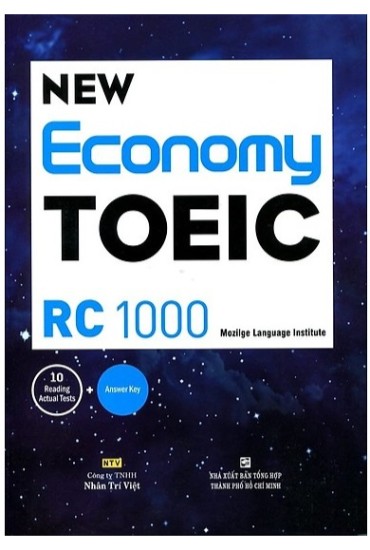 NEW
Economy
TOEIC
RC 1000
Mozilge Language Institute
10
Reading
Actual Tests
+
Answer Key
NTV
Công ty TNHH
Nhân Trí Việt
NHÀ XUẤT BẢN TỔNG HỢP
THÀNH PHỐ HỒ CHÍ MINH